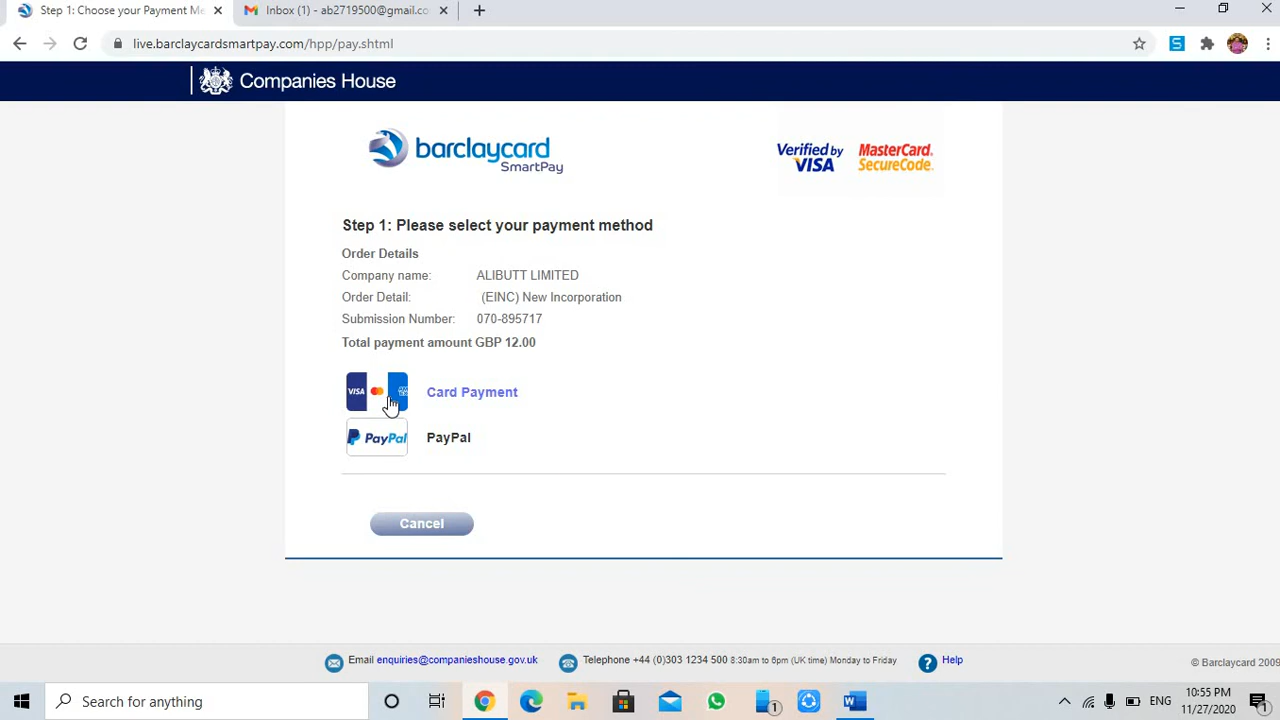 Step 1: Choose your Payment Me
Inbox (1) - ab2719500@gmail.co
live.barclaycardsmartpay.com/hpp/pay.shtml
S
Companies House
barclaycard
SmartPay
Verified by
VISA
MasterCard.
SecureCode.
Step 1: Please select your payment method
Order Details
Company name: ALIBUTT LIMITED
Order Detail: (EINC) New Incorporation
Submission Number: 070-895717
Total payment amount GBP 12.00
VISA
Card Payment
PayPal
PayPal
Cancel
Email enquiries@companieshouse.gov.uk
Telephone +44 (0)303 1234 500 8:30am to 6pm (UK time) Monday to Friday
? Help
© Barclaycard 2009
Search for anything
1
ENG
10:55 PM
11/27/2020
1